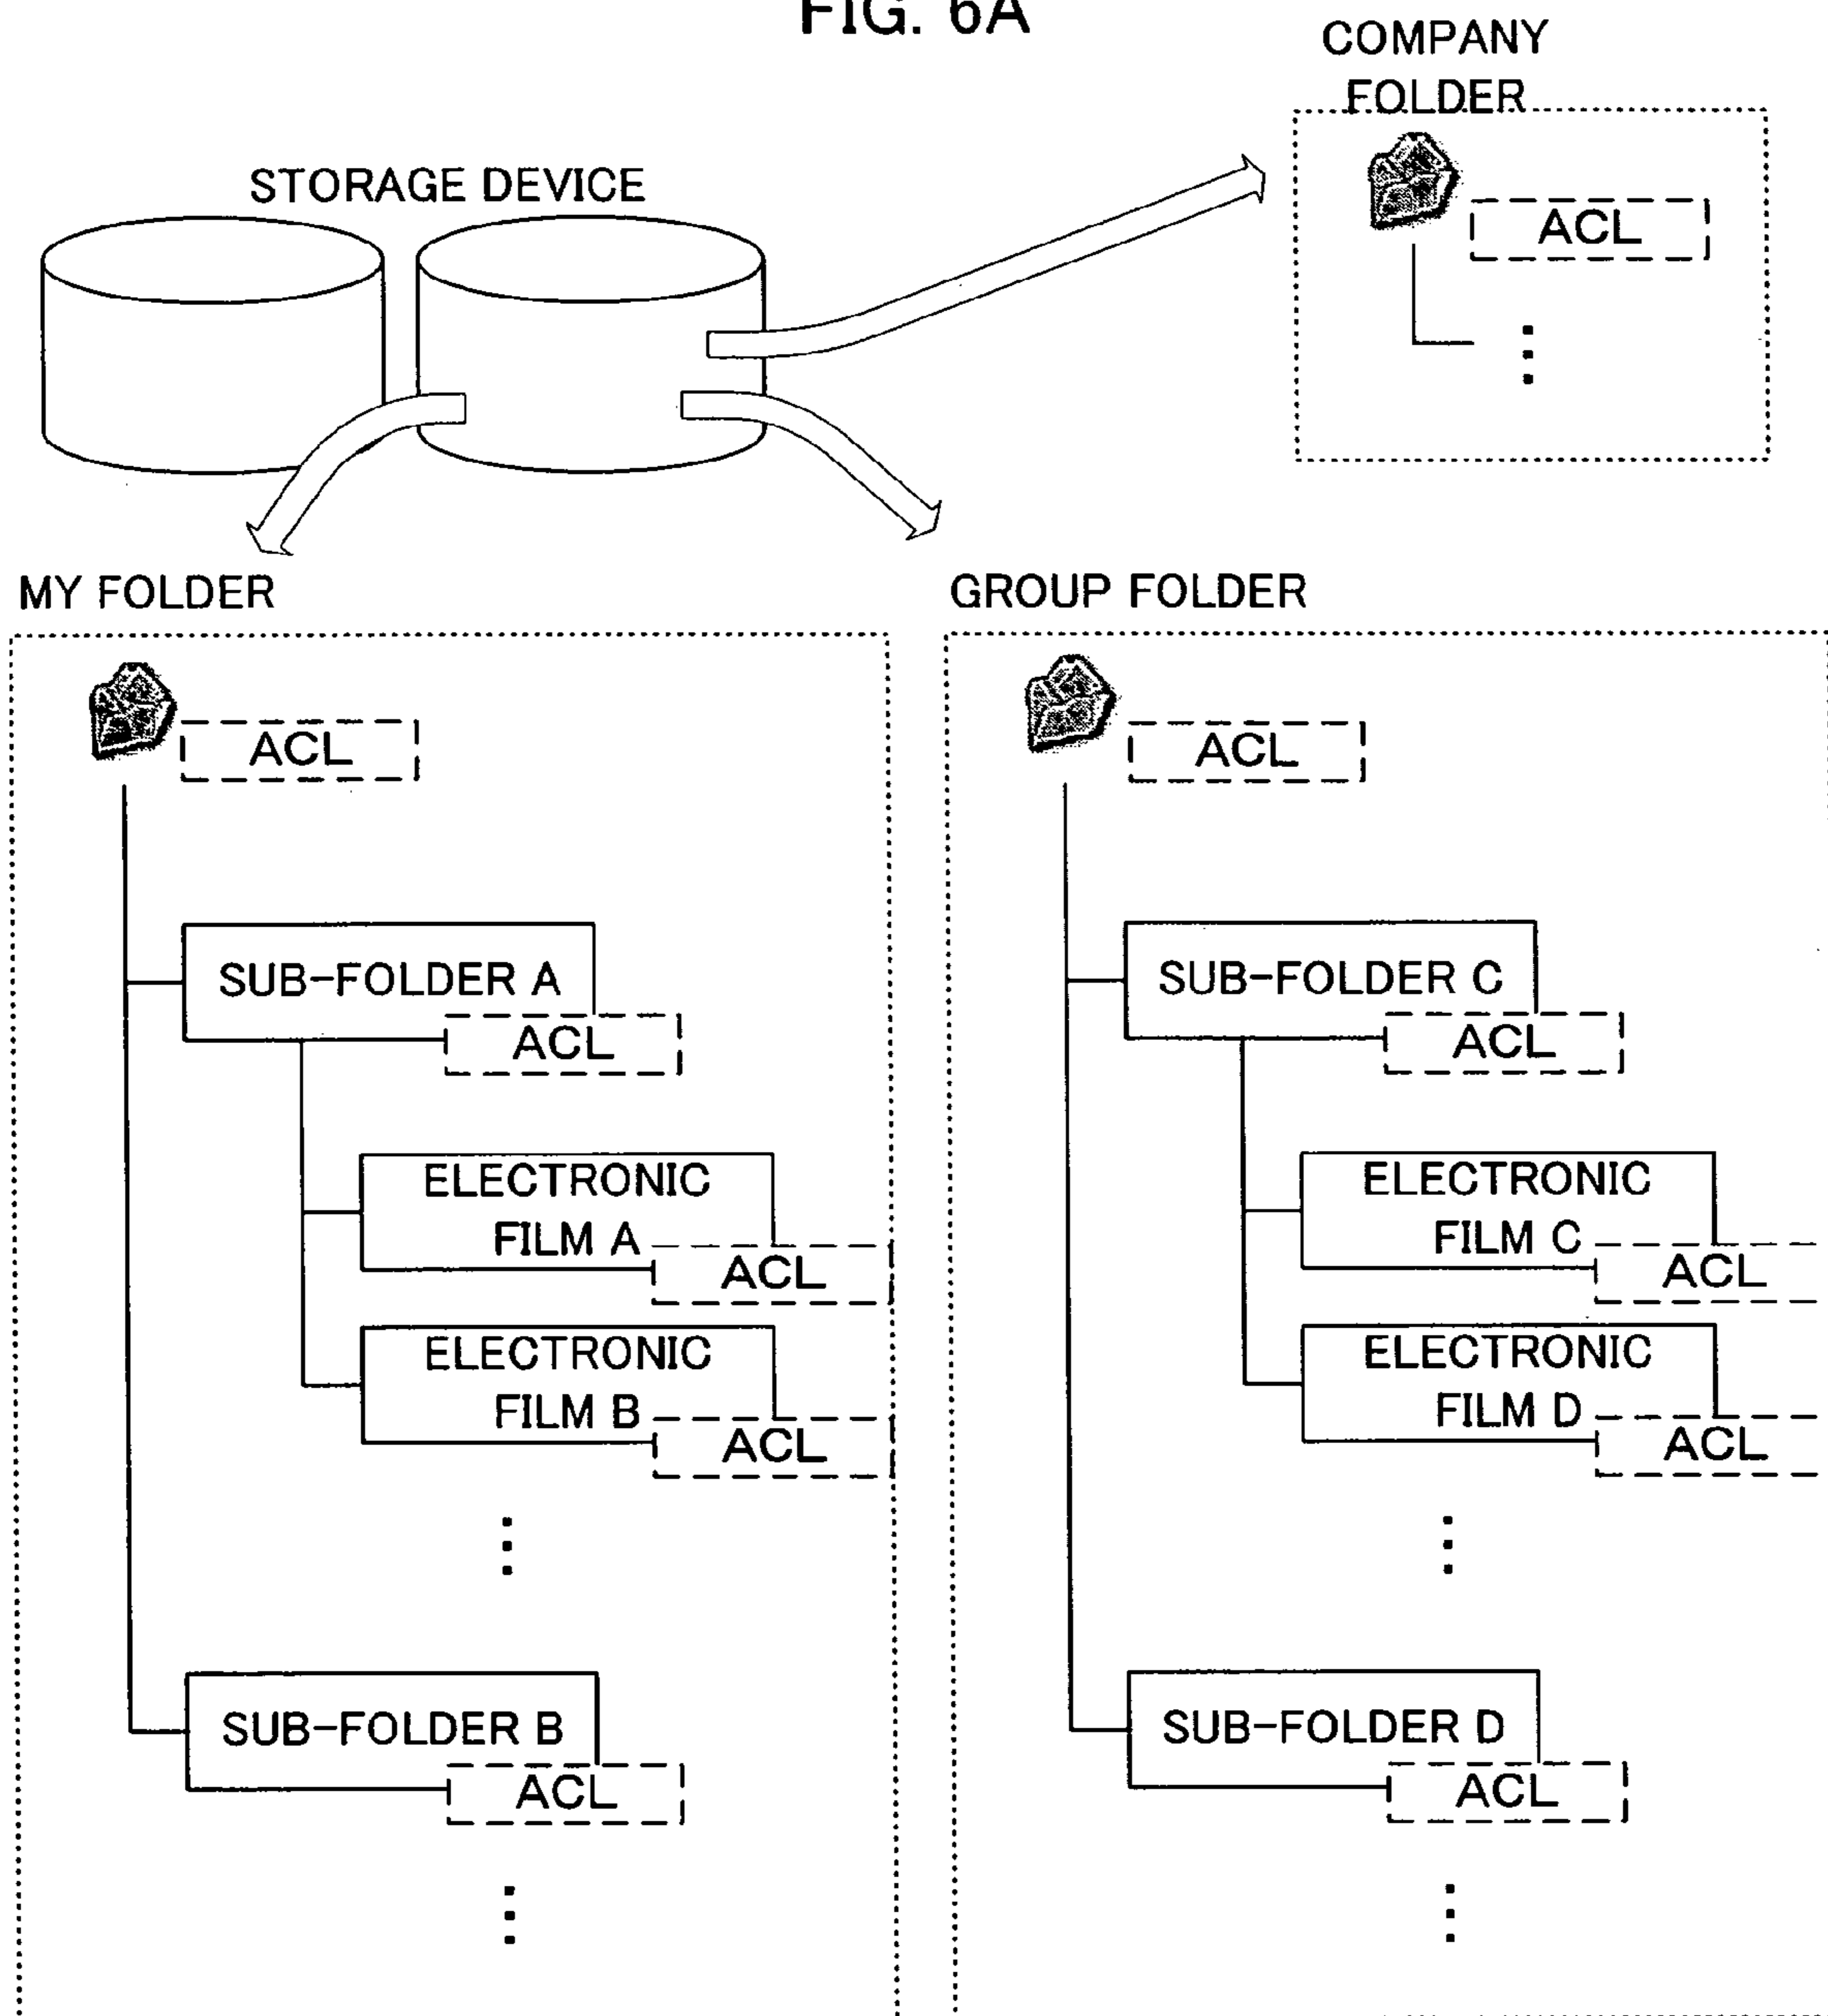 FIG. 6A
COMPANY
FOLDER
STORAGE DEVICE
ACL
MY FOLDER
ACL
SUB-FOLDER A
ACL
ELECTRONIC
FILM A
ACL
ELECTRONIC
FILM B
ACL
SUB-FOLDER B
ACL
GROUP FOLDER
ACL
SUB-FOLDER C
ACL
ELECTRONIC
FILM C
ACL
ELECTRONIC
FILM D
ACL
SUB-FOLDER D
ACL